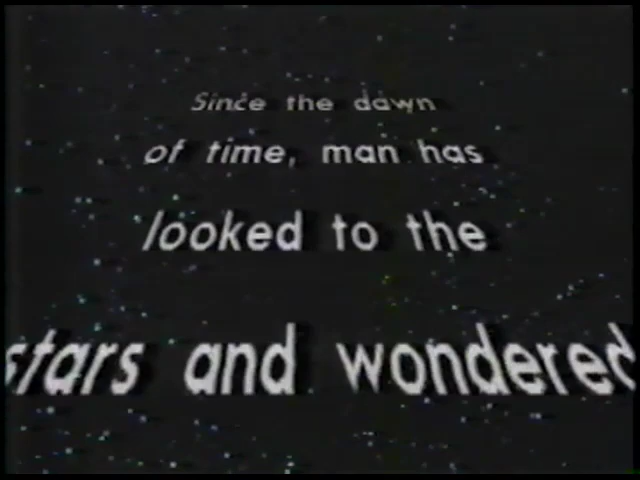 Since the dawn
of time, man has
looked to the
stars and wondered